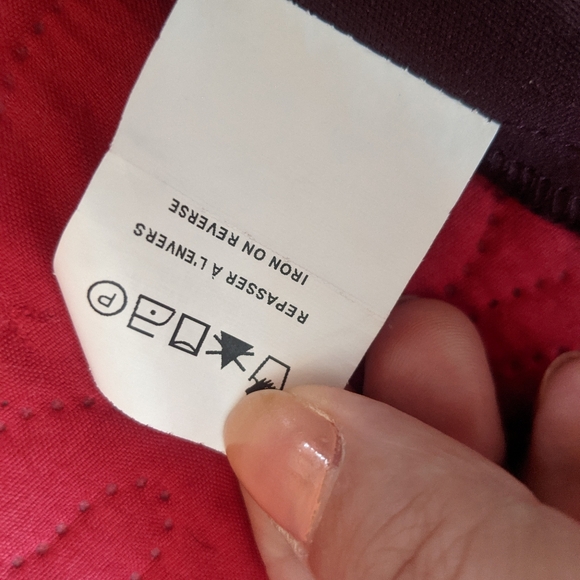 P
REPASSER À L'ENVERS
IRON ON REVERSE